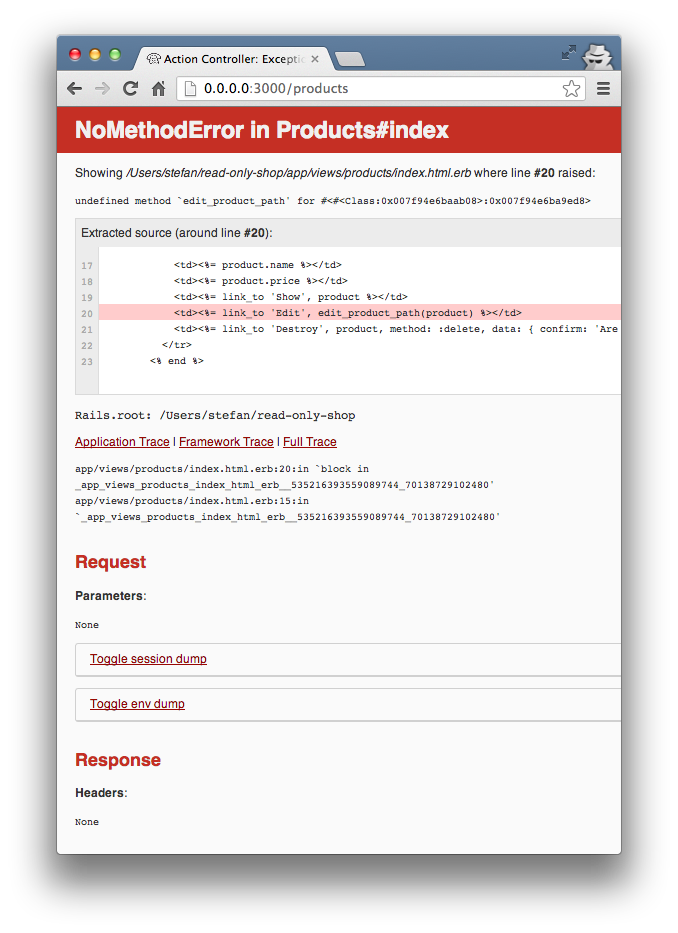 Action Controller: Excepti
0.0.0.0:3000/products
NoMethodError in Products#index
Showing /Users/stefan/read-only-shop/app/views/products/index.html.erb where line #20 raised:
undefined method `edit_product_path' for #<#<Class:0x007f94e6baab08>:0x007f94e6ba9ed8>
Extracted source (around line #20):
17 <td><%= product.name %></td>
18 <td><%= product.price %></td>
19 <td><%= link_to 'Show', product %></td>
20 <td><%= link_to 'Edit', edit_product_path(product) %></td>
21 <td><%= link_to 'Destroy', product, method: :delete, data: { confirm: 'Are
22 </tr>
23 <% end %>
Rails.root: /Users/stefan/read-only-shop
Application Trace | Framework Trace | Full Trace
app/views/products/index.html.erb:20:in `block in
_app_views_products_index_html_erb__535216393559089744_70138729102480'
app/views/products/index.html.erb:15:in
`_app_views_products_index_html_erb__535216393559089744_70138729102480'
Request
Parameters:
None
Toggle session dump
Toggle env dump
Response
Headers:
None